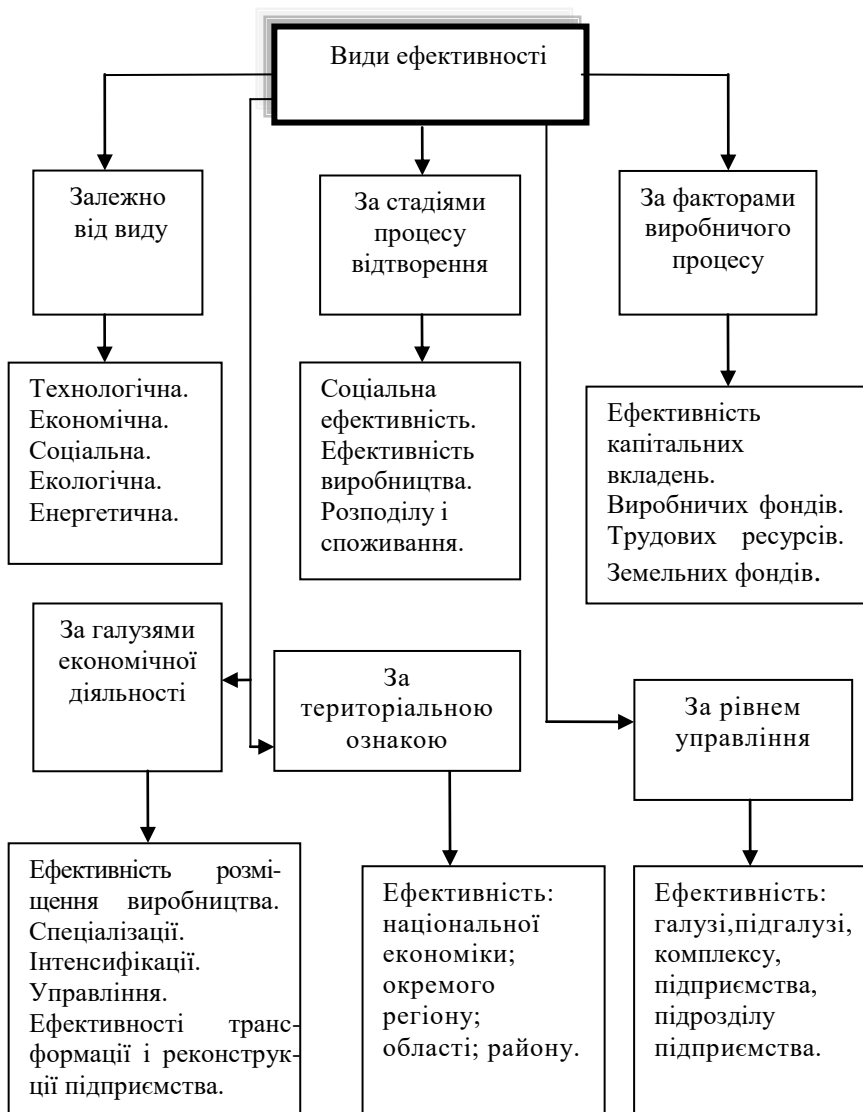 Види ефективності
Залежно
від виду
За стадіями
процесу
відтворення
За факторами
виробничого
процесу
Технологічна.
Економічна.
Соціальна.
Екологічна.
Енергетична.
Соціальна
ефективність.
Ефективність
виробництва.
Розподілу і
споживання.
Ефективність
капітальних
вкладень.
Виробничих фондів.
Трудових ресурсів.
Земельних фондів.
За галузями
економічної
діяльності
За
територіальною
ознакою
За рівнем
управління
Ефективність розмі-
щення виробництва.
Спеціалізації.
Інтенсифікації.
Управління.
Ефективності транс-
формації і реконструк-
ції підприємства.
Ефективність:
національної
економіки;
окремого
регіону;
області; району.
Ефективність:
галузі,підгалузі,
комплексу,
підприємства,
підрозділу
підприємства.